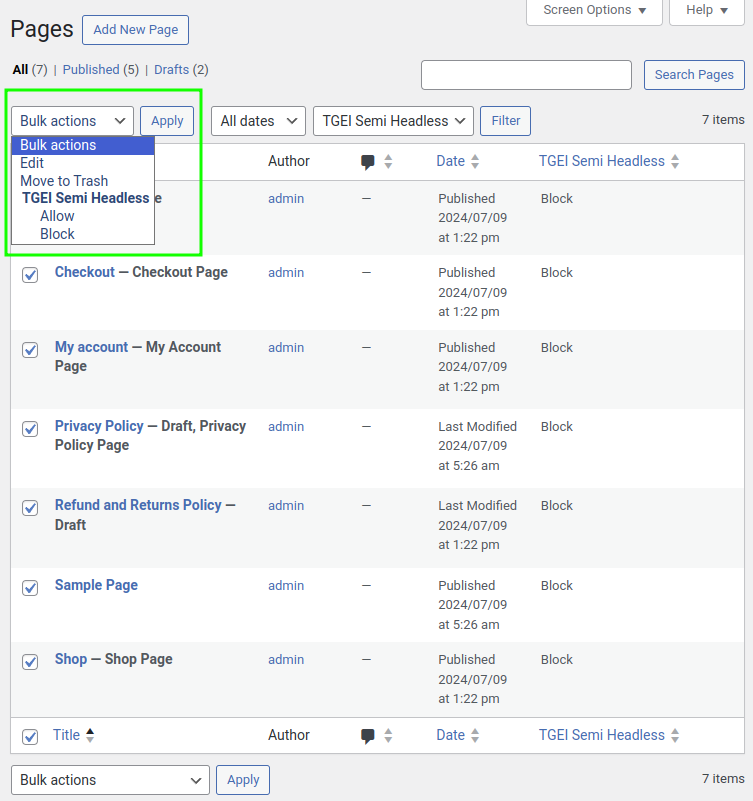 Screen Options
Help
Pages
Add New Page
All (7) | Published (5) | Drafts (2)
Search Pages
Bulk actions
Apply
All dates
TGEI Semi Headless
Filter
7 items
Bulk actions
Edit
Move to Trash
TGEI Semi Headless
Allow
Block
Author
Date
TGEI Semi Headless
e
admin
—
Published
2024/07/09
at 1:22 pm
Block
Checkout — Checkout Page
admin
—
Published
2024/07/09
at 1:22 pm
Block
My account — My Account
Page
admin
—
Published
2024/07/09
at 1:22 pm
Block
Privacy Policy — Draft, Privacy
Policy Page
admin
—
Last Modified
2024/07/09
at 5:26 am
Block
Refund and Returns Policy —
Draft
admin
—
Last Modified
2024/07/09
at 1:22 pm
Block
Sample Page
admin
—
Published
2024/07/09
at 5:26 am
Block
Shop — Shop Page
admin
—
Published
2024/07/09
at 1:22 pm
Block
Title
Author
Date
TGEI Semi Headless
Bulk actions
Apply
7 items